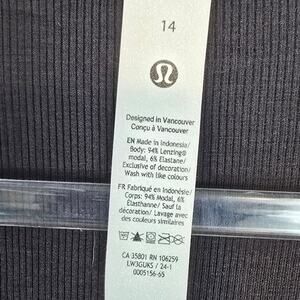 14
Designed in Vancouver
Conçu à Vancouver
EN Made in Indonesia/
Body: 94% Lenzing®
modal, 6% Elastane/
Exclusive of decoration/
Wash with like colours
FR Fabriqué en Indonésie/
Corps: 94% Modal, 6%
Élasthanne/ Sauf la
décoration/ Lavage avec
des couleurs similaires
CA 35801 RN 106259
LW3GUKS / 24-1
0005156-65